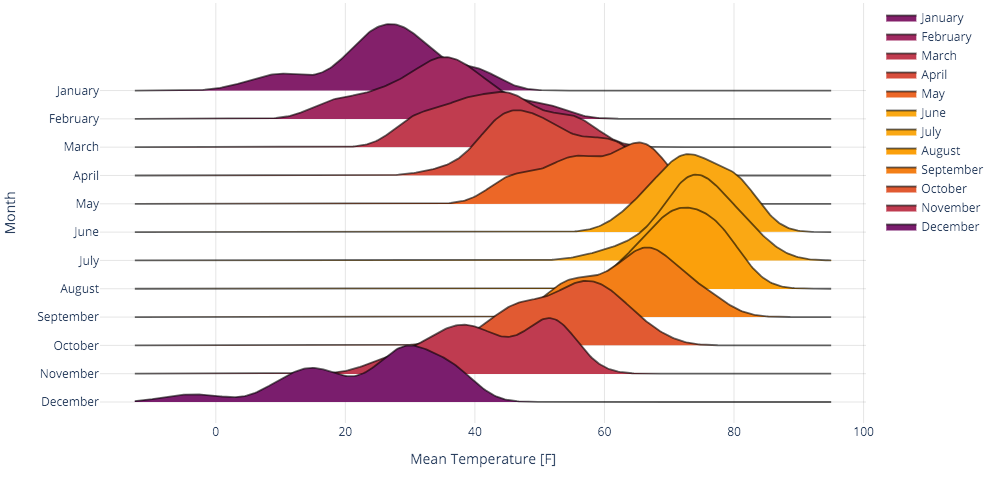 January
February
March
April
May
June
July
August
September
October
November
December
Month
0 20 40 60 80 100
Mean Temperature [F]
January
February
March
April
May
June
July
August
September
October
November
December